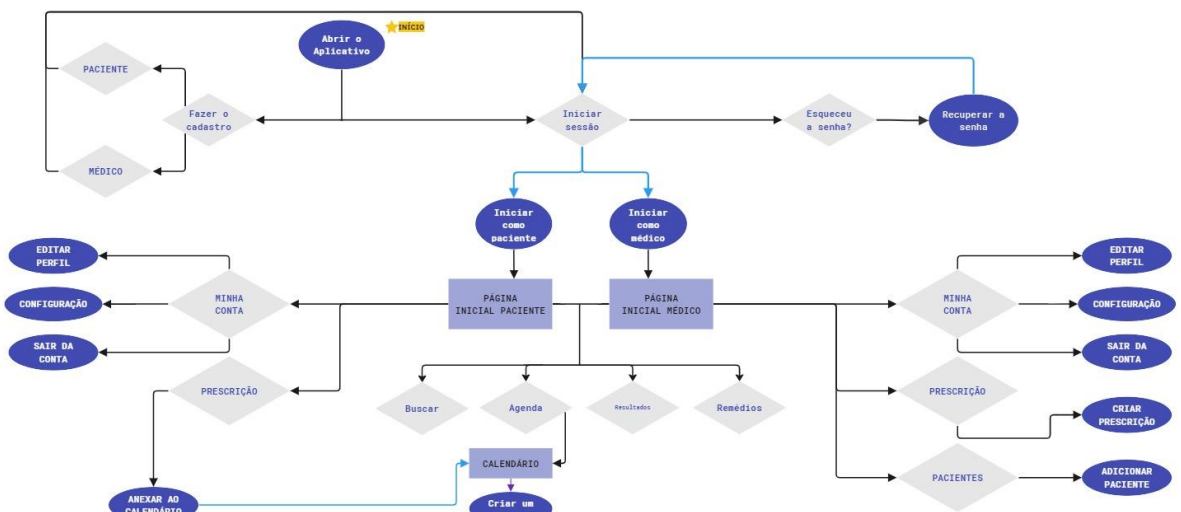 INÍCIO
Abrir o
Aplicativo
PACIENTE
Fazer o
cadastro
MÉDICO
Iniciar
sessão
Esqueceu
a senha?
Recuperar a
senha
Iniciar
como
paciente
Iniciar
como
médico
EDITAR
PERFIL
CONFIGURAÇÃO
SAIR DA
CONTA
MINHA
CONTA
PÁGINA
INICIAL PACIENTE
PÁGINA
INICIAL MÉDICO
MINHA
CONTA
EDITAR
PERFIL
CONFIGURAÇÃO
SAIR DA
CONTA
PRESCRIÇÃO
Buscar
Agenda
Resultados
Remédios
PRESCRIÇÃO
CRIAR
PRESCRIÇÃO
CALENDÁRIO
PACIENTES
ADICIONAR
PACIENTE
ANEXAR AO
CALENDÁRIO
Criar um